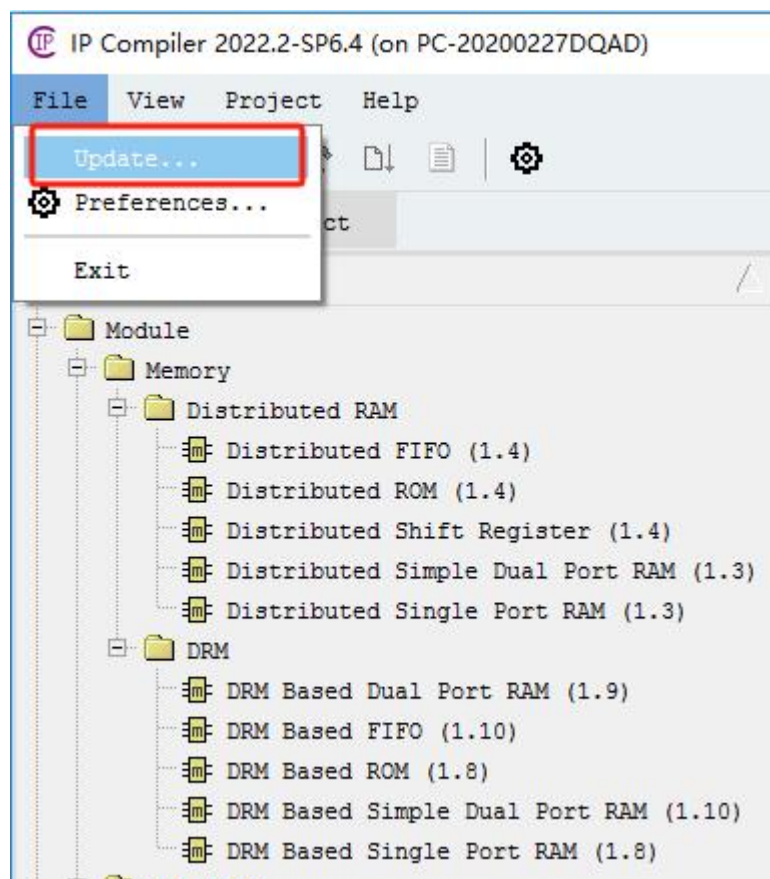 IP IP Compiler 2022.2-SP6.4 (on PC-20200227DQAD)
File View Project Help
Update...
Preferences...
ct
Exit
Module
Memory
Distributed RAM
m Distributed FIFO (1.4)
m Distributed ROM (1.4)
m Distributed Shift Register (1.4)
m Distributed Simple Dual Port RAM (1.3)
m Distributed Single Port RAM (1.3)
DRM
m DRM Based Dual Port RAM (1.9)
m DRM Based FIFO (1.10)
m DRM Based ROM (1.8)
m DRM Based Simple Dual Port RAM (1.10)
m DRM Based Single Port RAM (1.8)